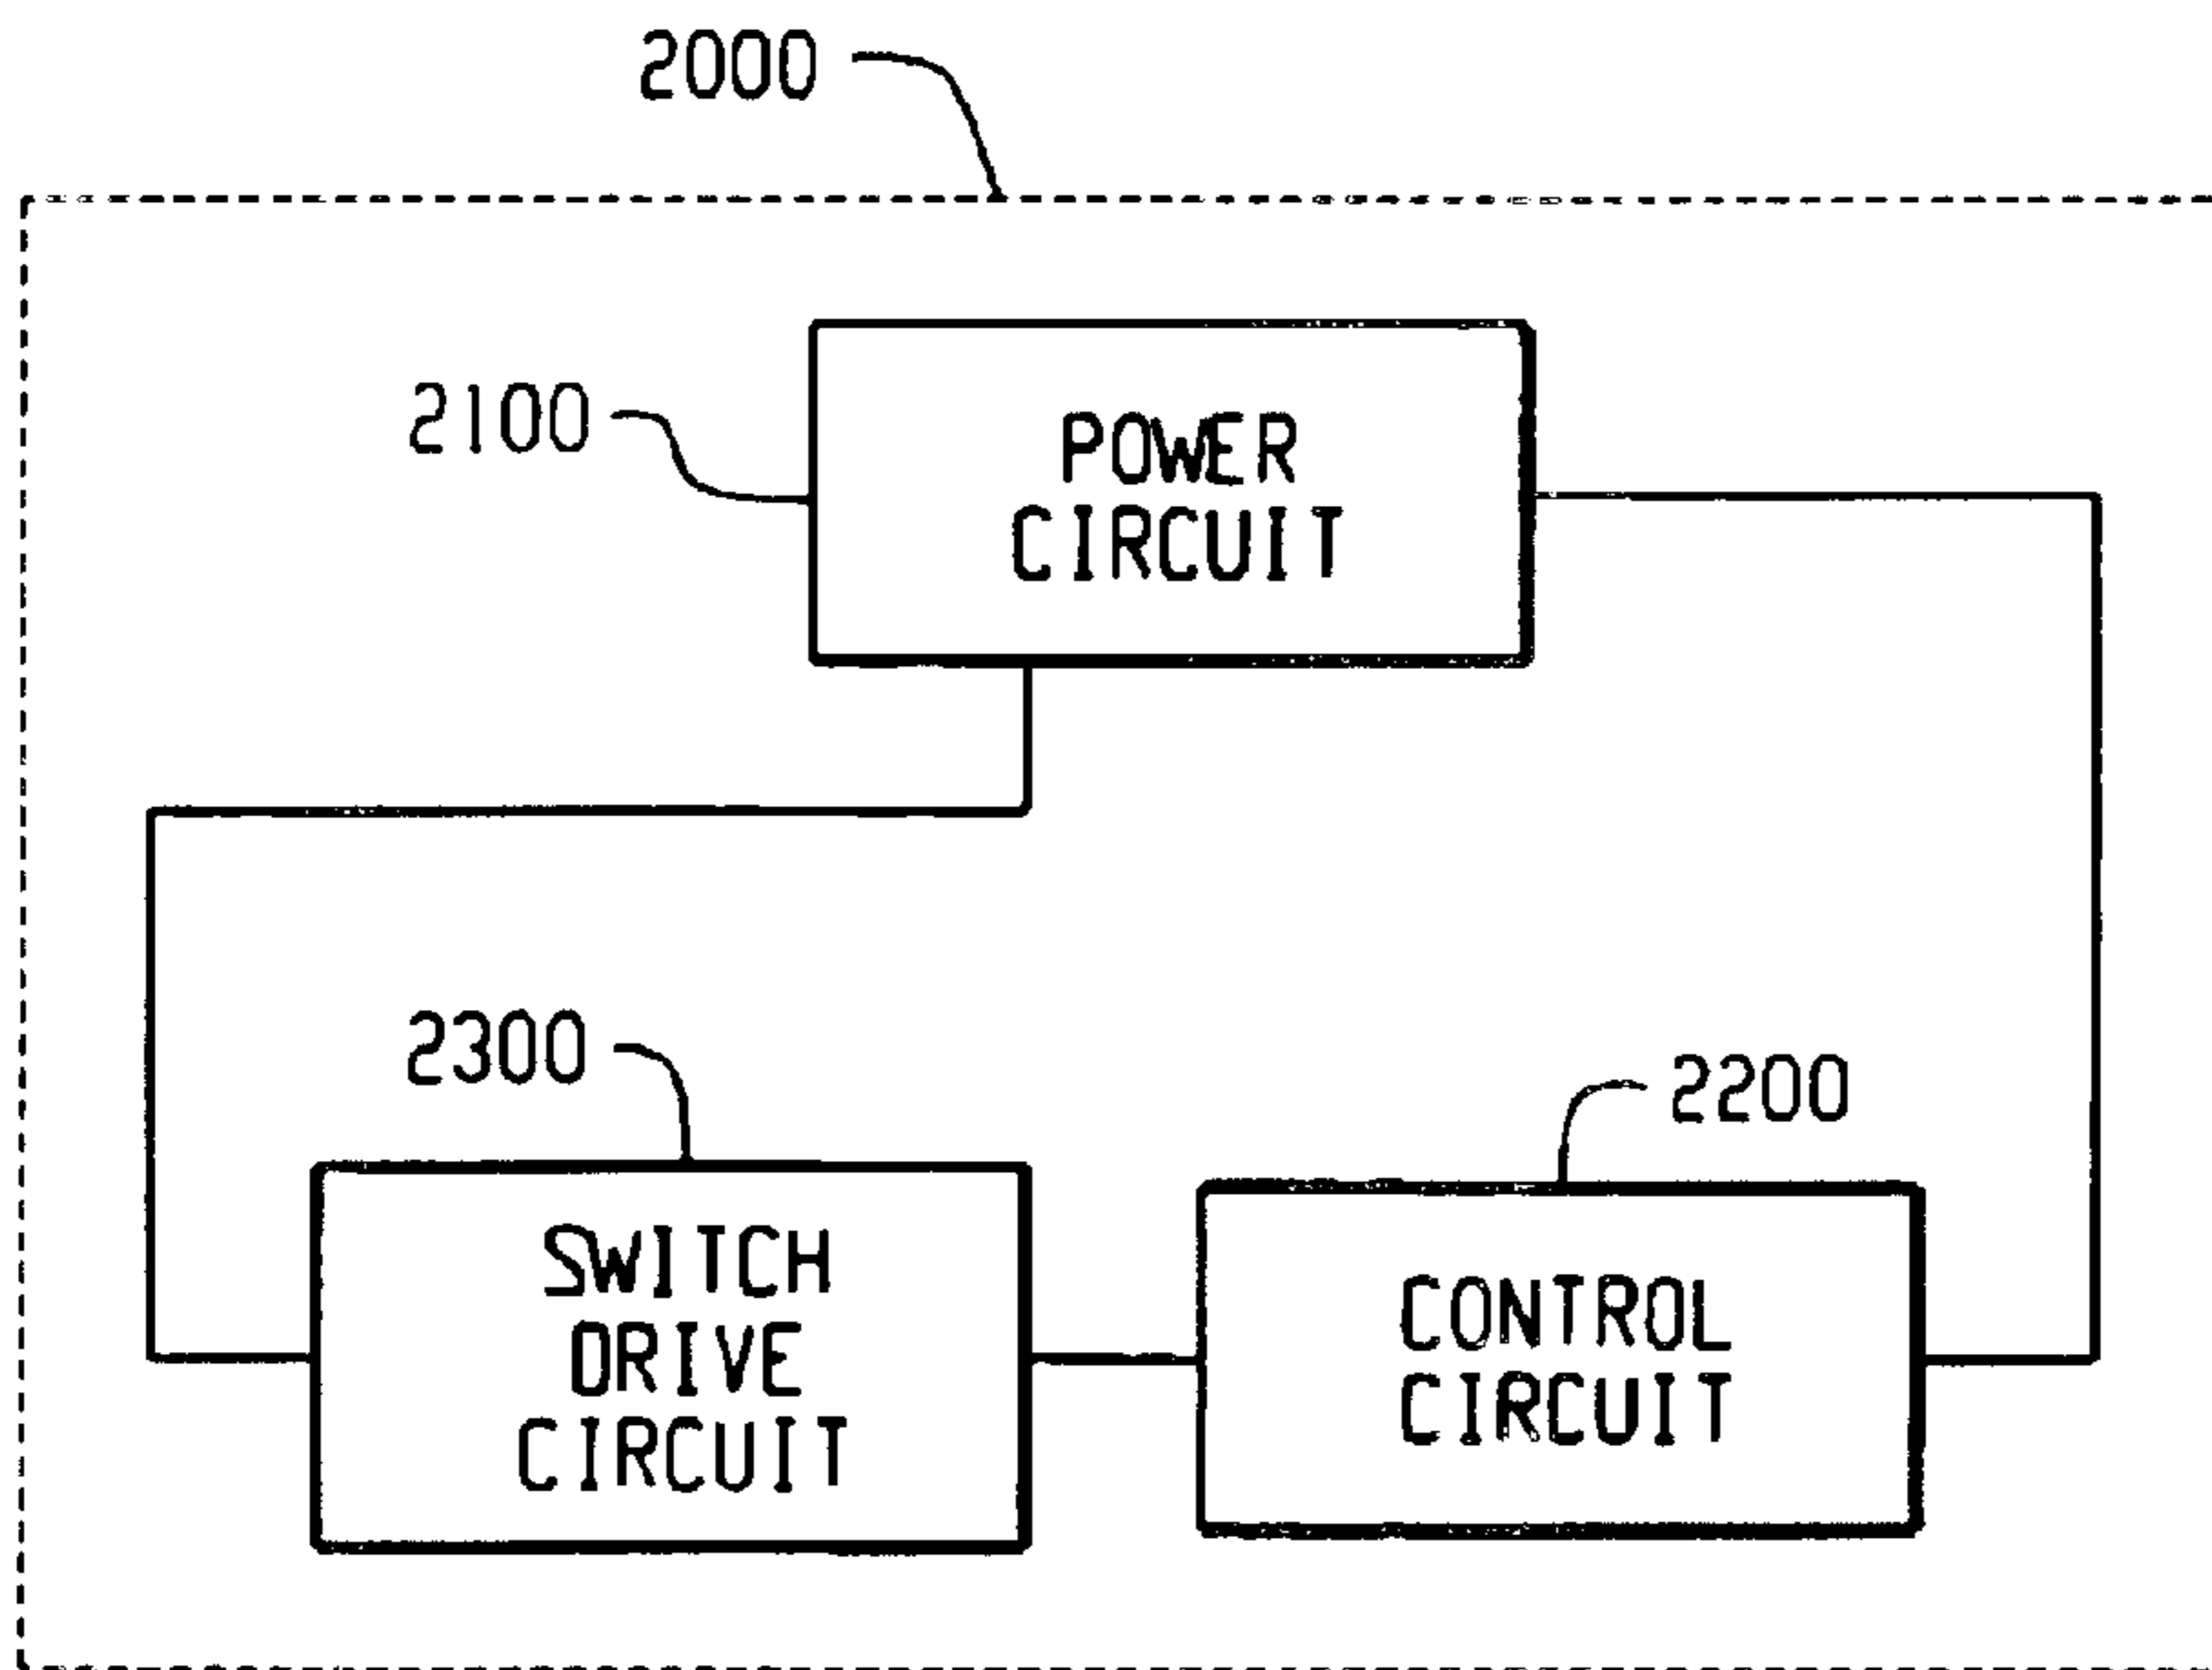 2000
2100
POWER
CIRCUIT
2300
2200
SWITCH
DRIVE
CIRCUIT
CONTROL
CIRCUIT